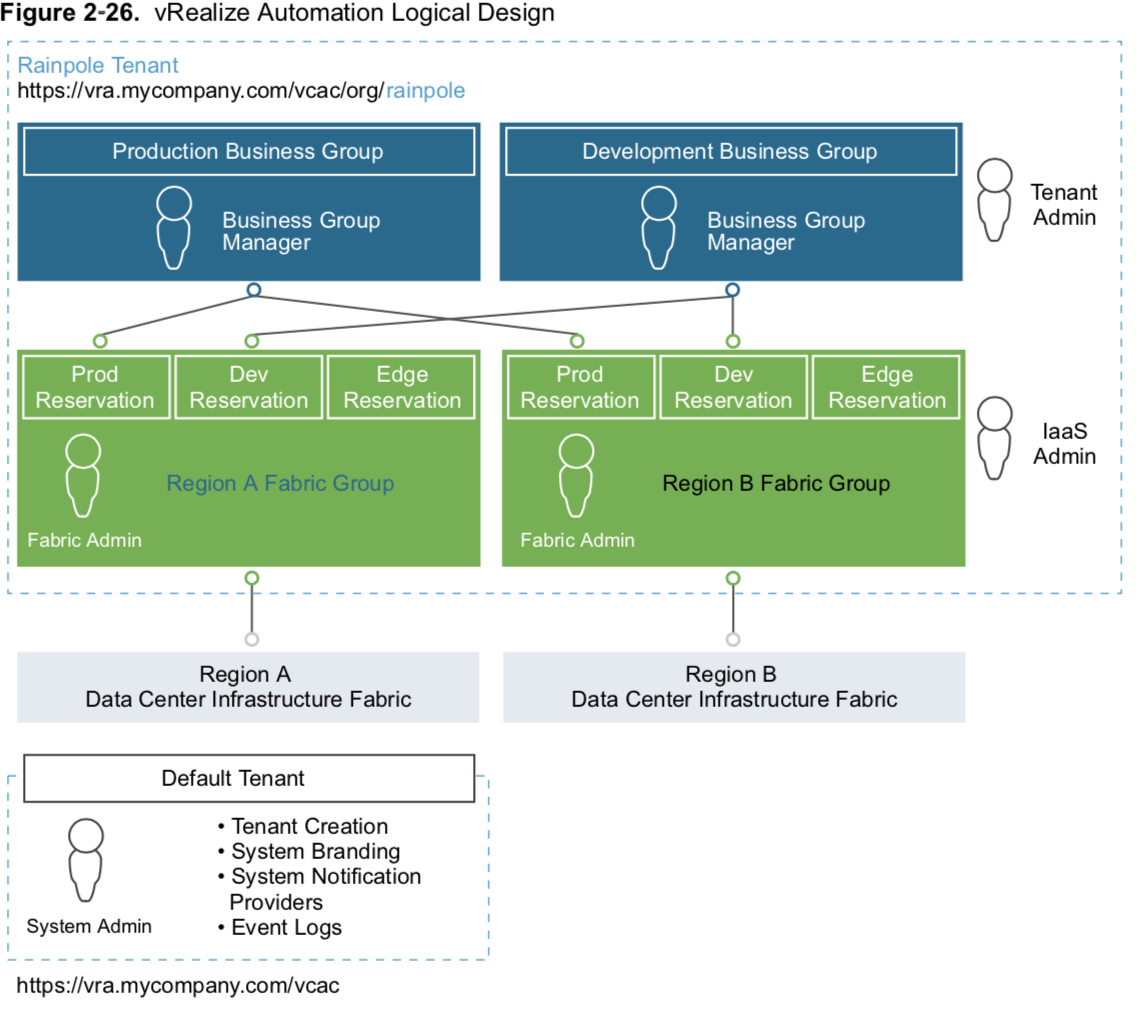 Figure 2-26. vRealize Automation Logical Design
Rainpole Tenant
https://vra.mycompany.com/vcac/org/rainpole
Production Business Group
Business Group
Manager
Development Business Group
Business Group
Manager
Tenant
Admin
Prod
Reservation
Dev
Reservation
Edge
Reservation
Region A Fabric Group
Fabric Admin
Prod
Reservation
Dev
Reservation
Edge
Reservation
Region B Fabric Group
Fabric Admin
IaaS
Admin
Region A
Data Center Infrastructure Fabric
Region B
Data Center Infrastructure Fabric
Default Tenant
• Tenant Creation
• System Branding
• System Notification
Providers
• Event Logs
System Admin
https://vra.mycompany.com/vcac